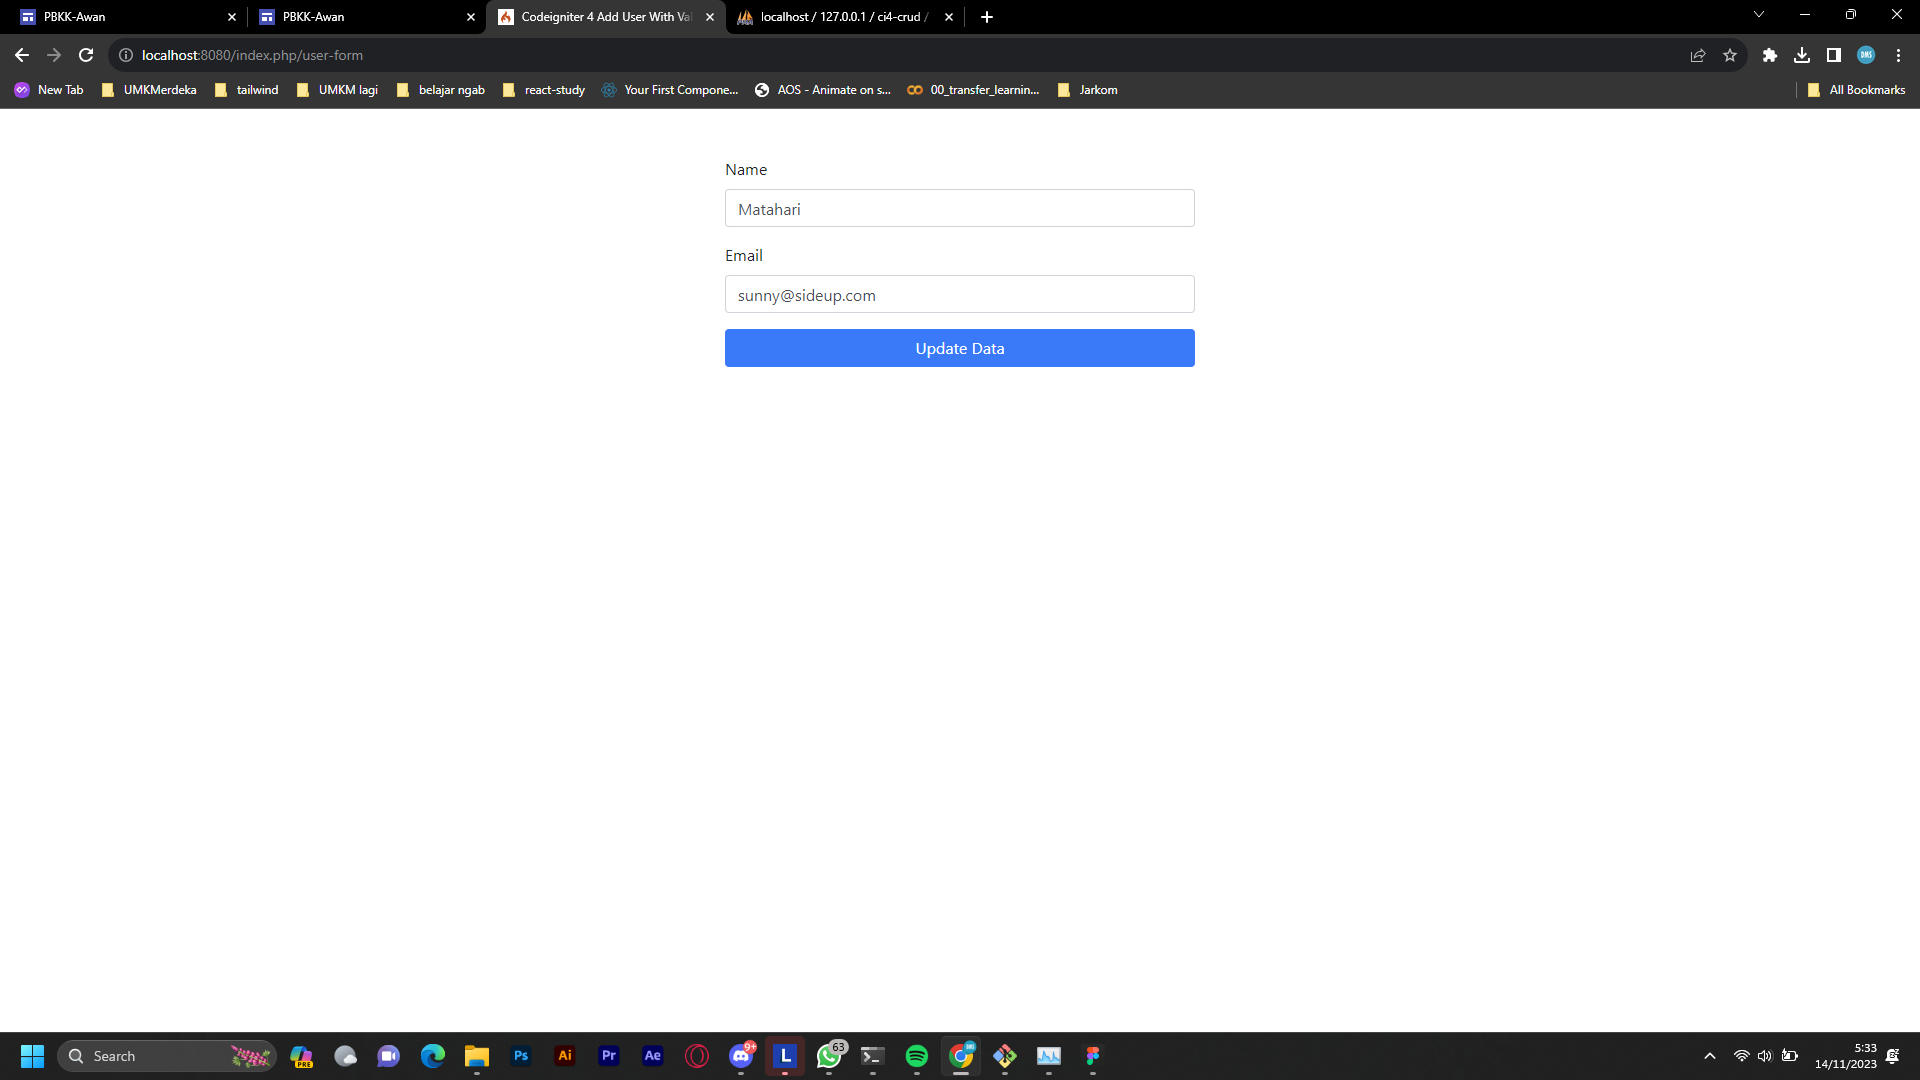 PBKK-Awan
PBKK-Awan
Codeigniter 4 Add User With Val
localhost / 127.0.0.1 / ci4-crud /
localhost:8080/index.php/user-form
New Tab
UMKMerdeka
tailwind
UMKM lagi
belajar ngab
react-study
Your First Compone...
AOS - Animate on s...
00_transfer_learnin...
Jarkom
All Bookmarks
Name
Matahari
Email
sunny@sideup.com
Update Data
Search
PRE
Ps
Ai
Pr
Ae
9+
L
63
5:33
14/11/2023